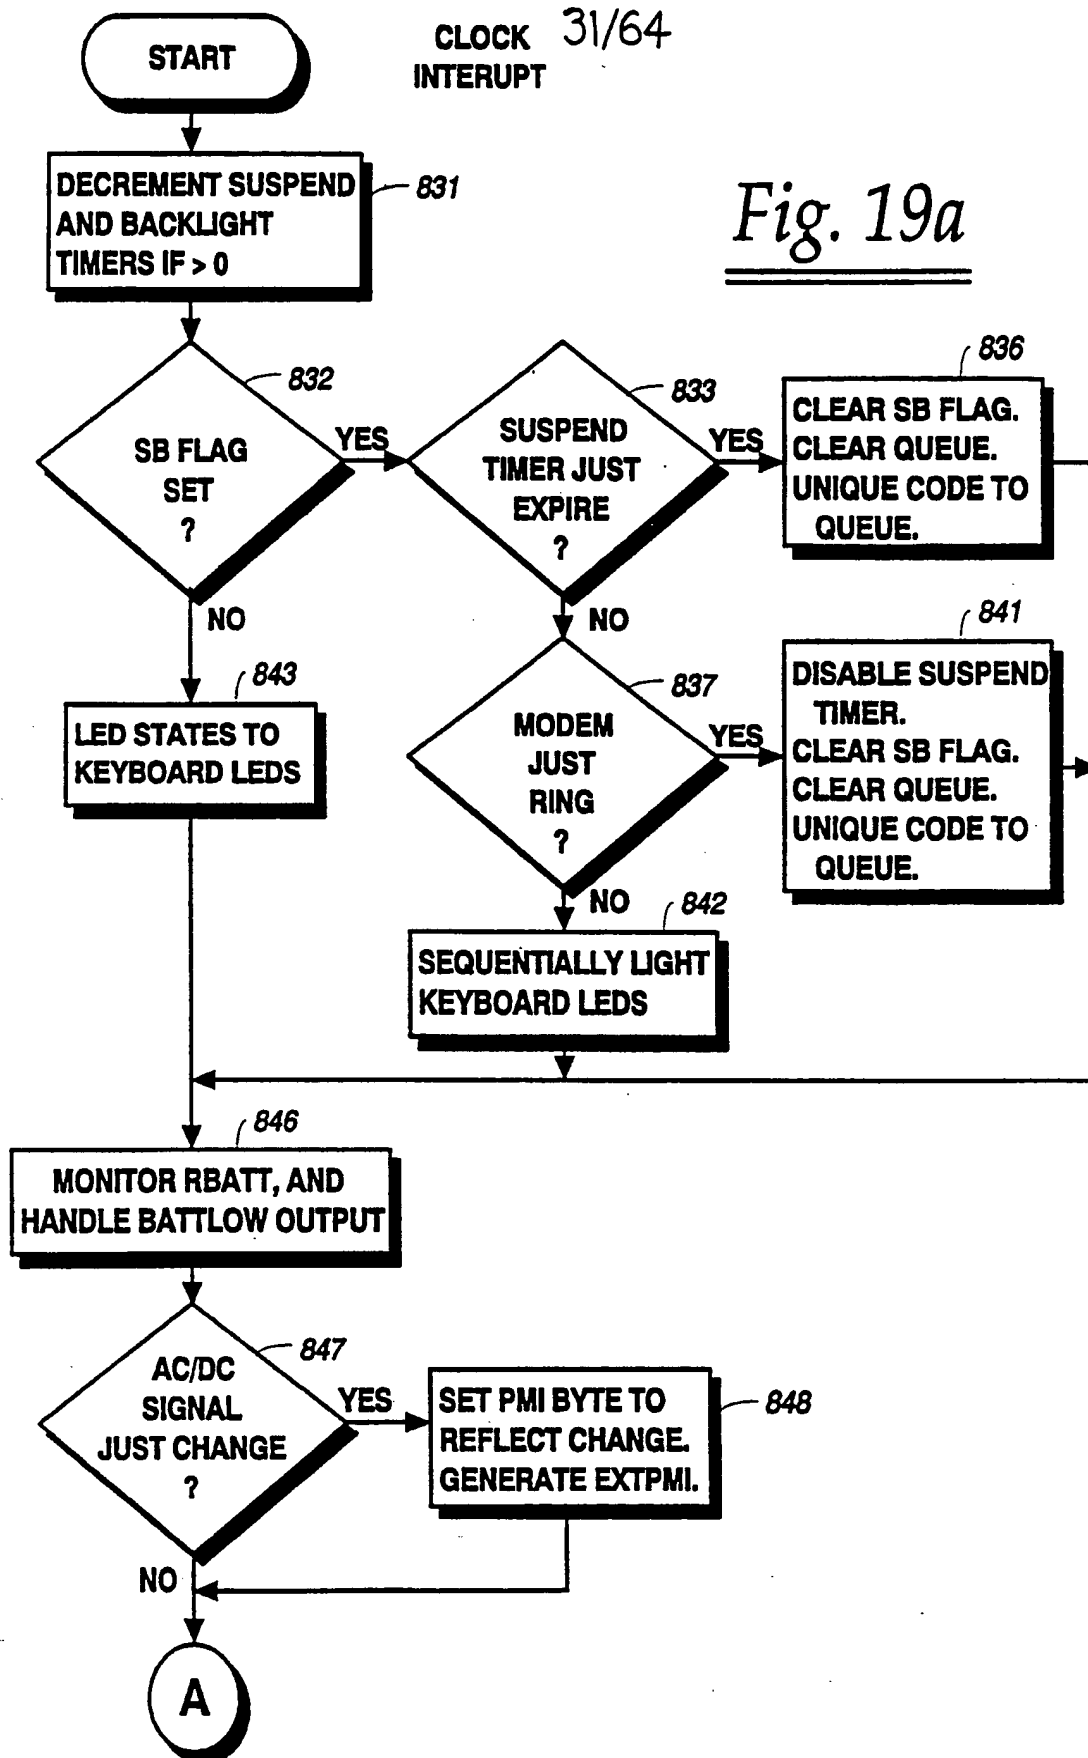 START
CLOCK 31/64
INTERUPT
DECREMENT SUSPEND
AND BACKLIGHT
TIMERS IF > 0
831
Fig. 19a
832
SB FLAG
SET
?
YES
NO
833
SUSPEND
TIMER JUST
EXPIRE
?
YES
NO
836
CLEAR SB FLAG.
CLEAR QUEUE.
UNIQUE CODE TO
QUEUE.
843
LED STATES TO
KEYBOARD LEDS
837
MODEM
JUST
RING
?
YES
NO
841
DISABLE SUSPEND
TIMER.
CLEAR SB FLAG.
CLEAR QUEUE.
UNIQUE CODE TO
QUEUE.
842
SEQUENTIALLY LIGHT
KEYBOARD LEDS
846
MONITOR RBATT, AND
HANDLE BATTLOW OUTPUT
847
AC/DC
SIGNAL
JUST CHANGE
?
YES
NO
SET PMI BYTE TO
REFLECT CHANGE.
GENERATE EXTPMI.
848
A